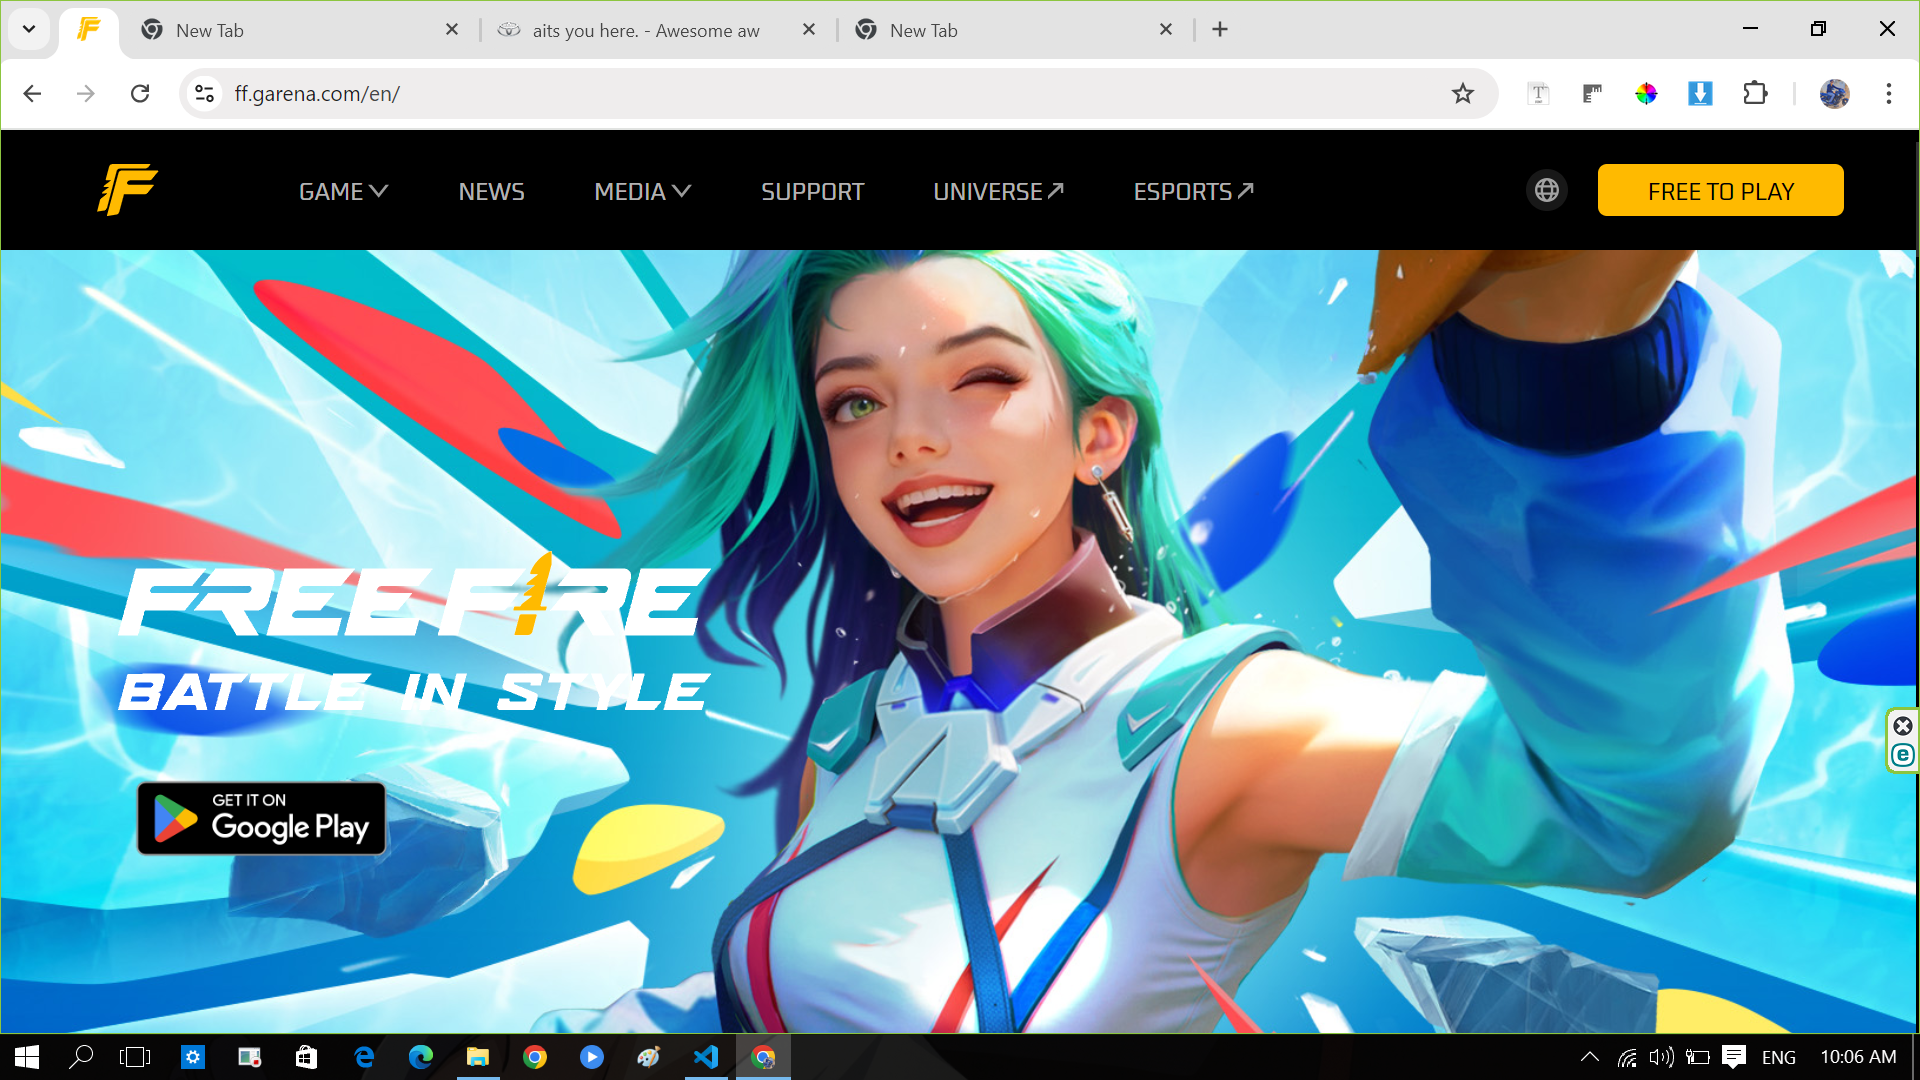 New Tab
aits you here. - Awesome aw
New Tab
ff.garena.com/en/
GAME
NEWS
MEDIA
SUPPORT
UNIVERSE
ESPORTS
FREE TO PLAY
FREE FIRE
BATTLE IN STYLE
GET IT ON
Google Play
ENG
10:06 AM